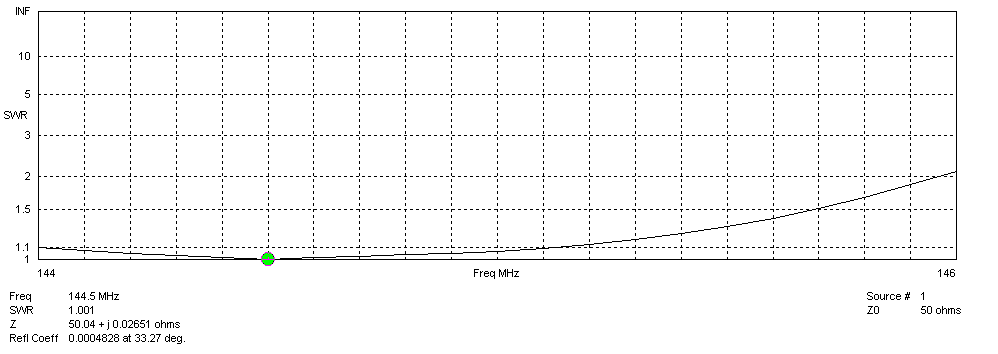 INF
10
5
SWR
3
2
1.5
1.1
1
144 Freq MHz 146
Freq 144.5 MHz Source # 1
SWR 1.001 Z0 50 ohms
Z 50.04 + j 0.02651 ohms
Refl Coeff 0.0004828 at 33.27 deg.